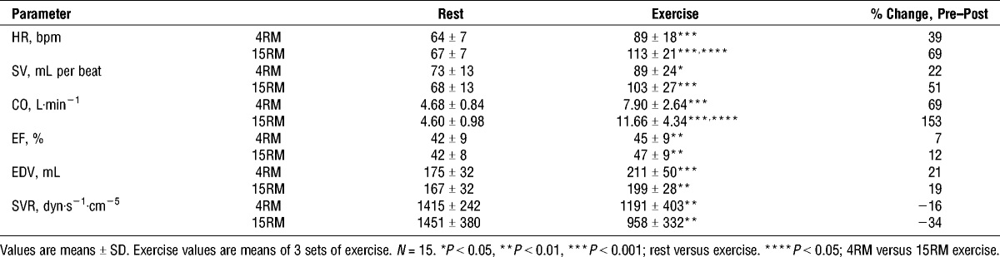 Parameter Rest Exercise % Change, Pre–Post
HR, bpm 4RM 64 ± 7 89 ± 18*** 39
15RM 67 ± 7 113 ± 21***,**** 69
SV, mL per beat 4RM 73 ± 13 89 ± 24* 22
15RM 68 ± 13 103 ± 27*** 51
CO, L·min−1 4RM 4.68 ± 0.84 7.90 ± 2.64*** 69
15RM 4.60 ± 0.98 11.66 ± 4.34***,**** 153
EF, % 4RM 42 ± 9 45 ± 9** 7
15RM 42 ± 8 47 ± 9** 12
EDV, mL 4RM 175 ± 32 211 ± 50*** 21
15RM 167 ± 32 199 ± 28** 19
SVR, dyn·s−1·cm−5 4RM 1415 ± 242 1191 ± 403** −16
15RM 1451 ± 380 958 ± 332** −34
Values are means ± SD. Exercise values are means of 3 sets of exercise. N = 15. *P < 0.05, **P < 0.01, ***P < 0.001; rest versus exercise. ****P < 0.05; 4RM versus 15RM exercise.